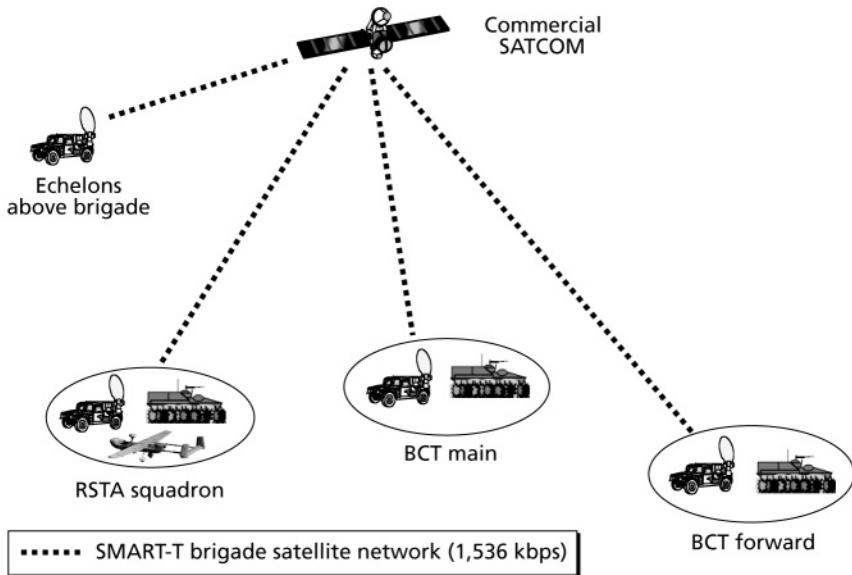 Commercial
SATCOM
Echelons
above brigade
RSTA squadron
BCT main
BCT forward
SMART-T brigade satellite network (1,536 kbps)